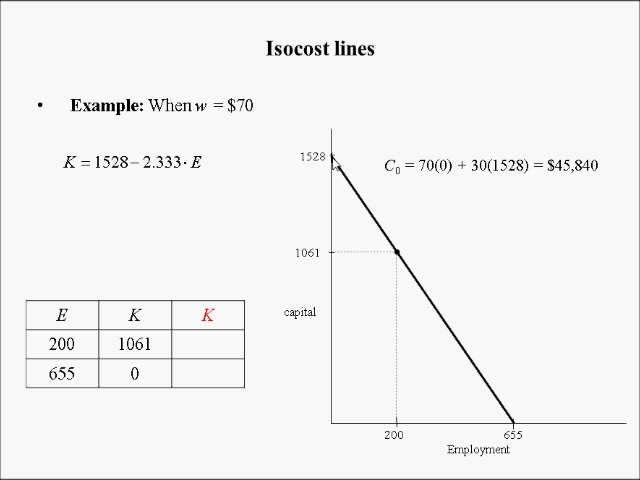 Isocost lines
• Example: When w = $70
K = 1528 − 2.333 · E
1528
C0 = 70(0) + 30(1528) = $45,840
1061
capital
E K K
200 1061
655 0
200 655
Employment